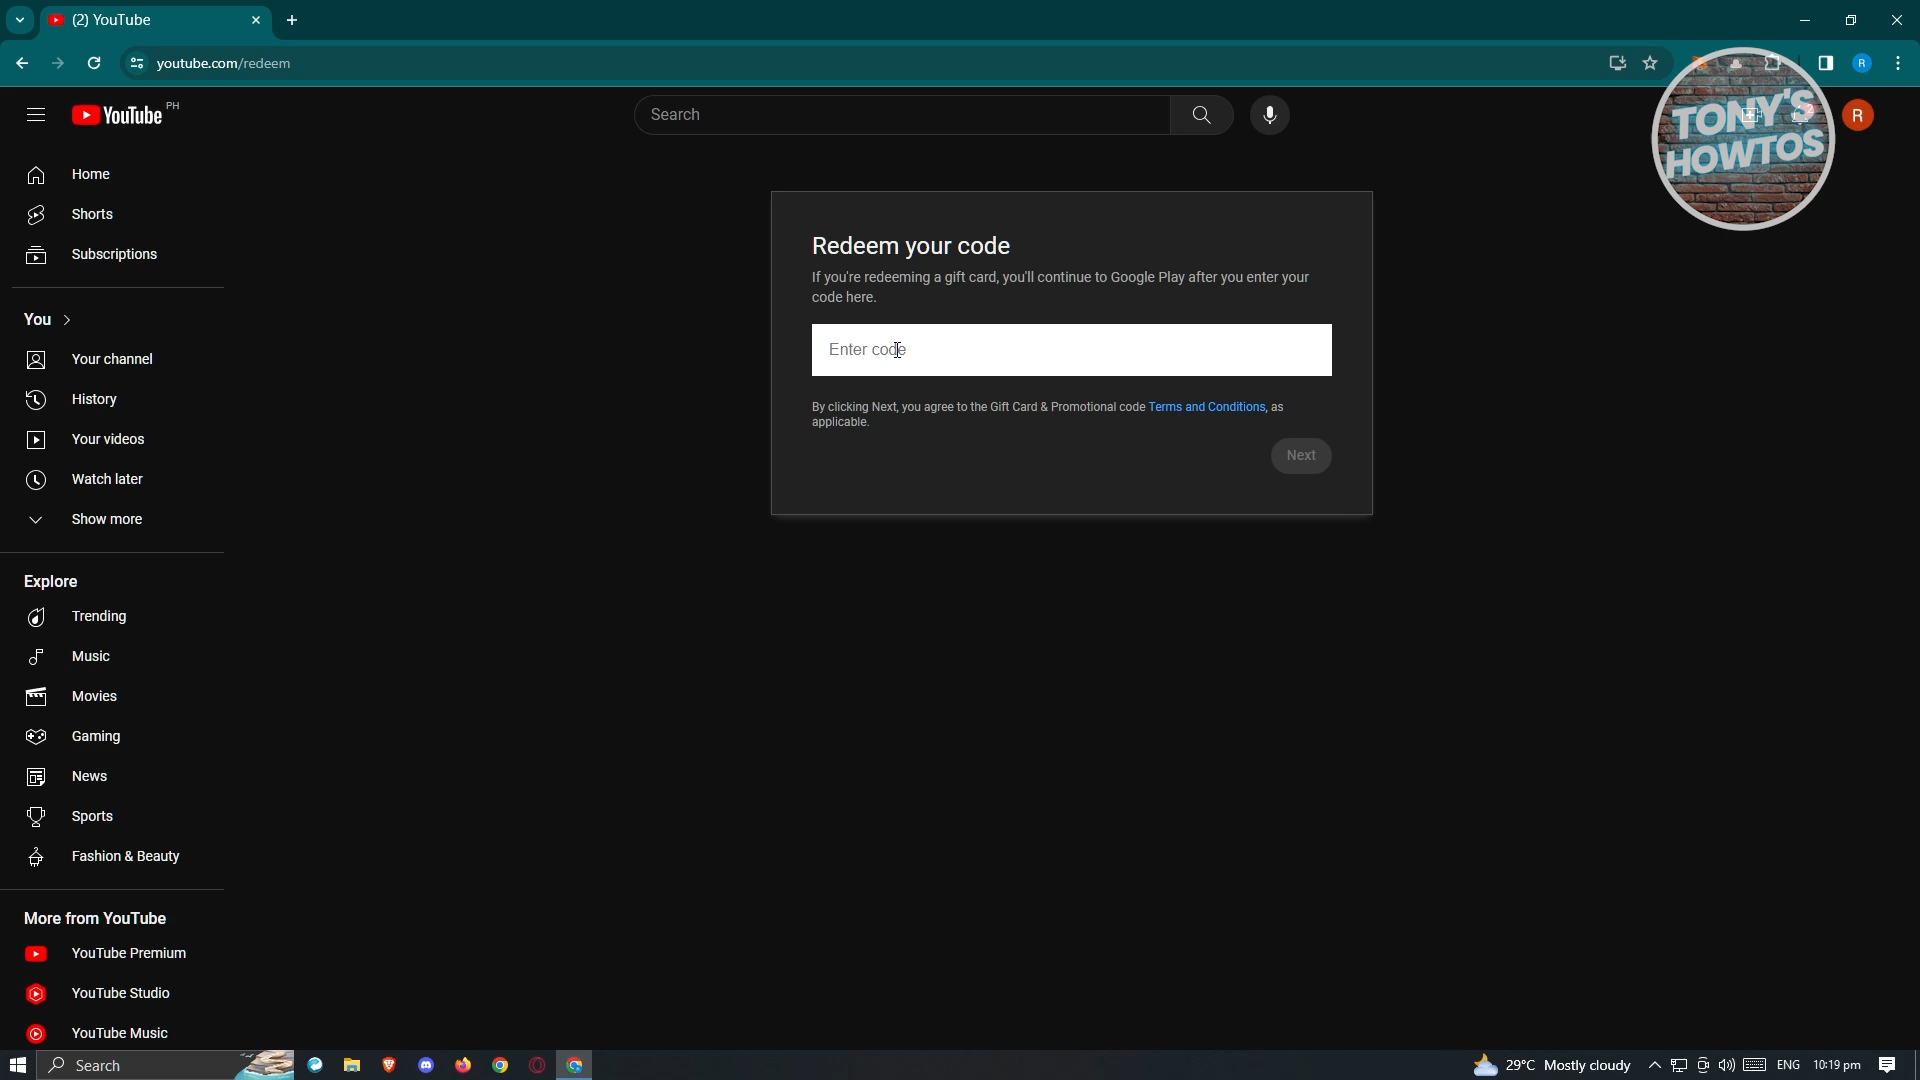 (2) YouTube
youtube.com/redeem
R
YouTube PH
Search
2
R
TONY'S
HOWTOS
Home
Shorts
Subscriptions
You
Your channel
History
Your videos
Watch later
Show more
Explore
Trending
Music
Movies
Gaming
News
Sports
Fashion & Beauty
More from YouTube
YouTube Premium
YouTube Studio
YouTube Music
Redeem your code
If you're redeeming a gift card, you'll continue to Google Play after you enter your
code here.
Enter code
By clicking Next, you agree to the Gift Card & Promotional code Terms and Conditions, as
applicable.
Next
Search
29°C Mostly cloudy
ENG
10:19 pm